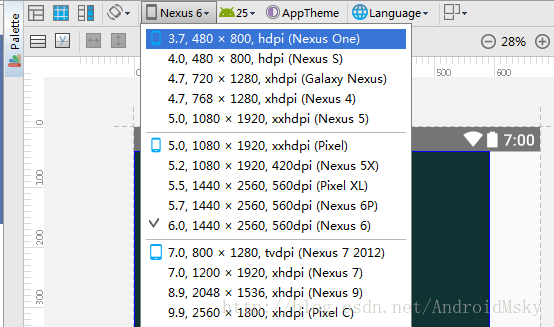 Nexus 6 25 AppTheme Language
Palette
28%
3.7, 480 × 800, hdpi (Nexus One)
4.0, 480 × 800, hdpi (Nexus S)
4.7, 720 × 1280, xhdpi (Galaxy Nexus)
4.7, 768 × 1280, xhdpi (Nexus 4)
5.0, 1080 × 1920, xxhdpi (Nexus 5)
5.0, 1080 × 1920, xxhdpi (Pixel)
5.2, 1080 × 1920, 420dpi (Nexus 5X)
5.5, 1440 × 2560, 560dpi (Pixel XL)
5.7, 1440 × 2560, 560dpi (Nexus 6P)
6.0, 1440 × 2560, 560dpi (Nexus 6)
7.0, 800 × 1280, tvdpi (Nexus 7 2012)
7.0, 1200 × 1920, xhdpi (Nexus 7)
8.9, 2048 × 1536, xhdpi (Nexus 9)
9.9, 2560 × 1800, xhdpi (Pixel C)
0
500
600
0
100
200
300
7:00
http://blog.csdn.net/AndroidMsky